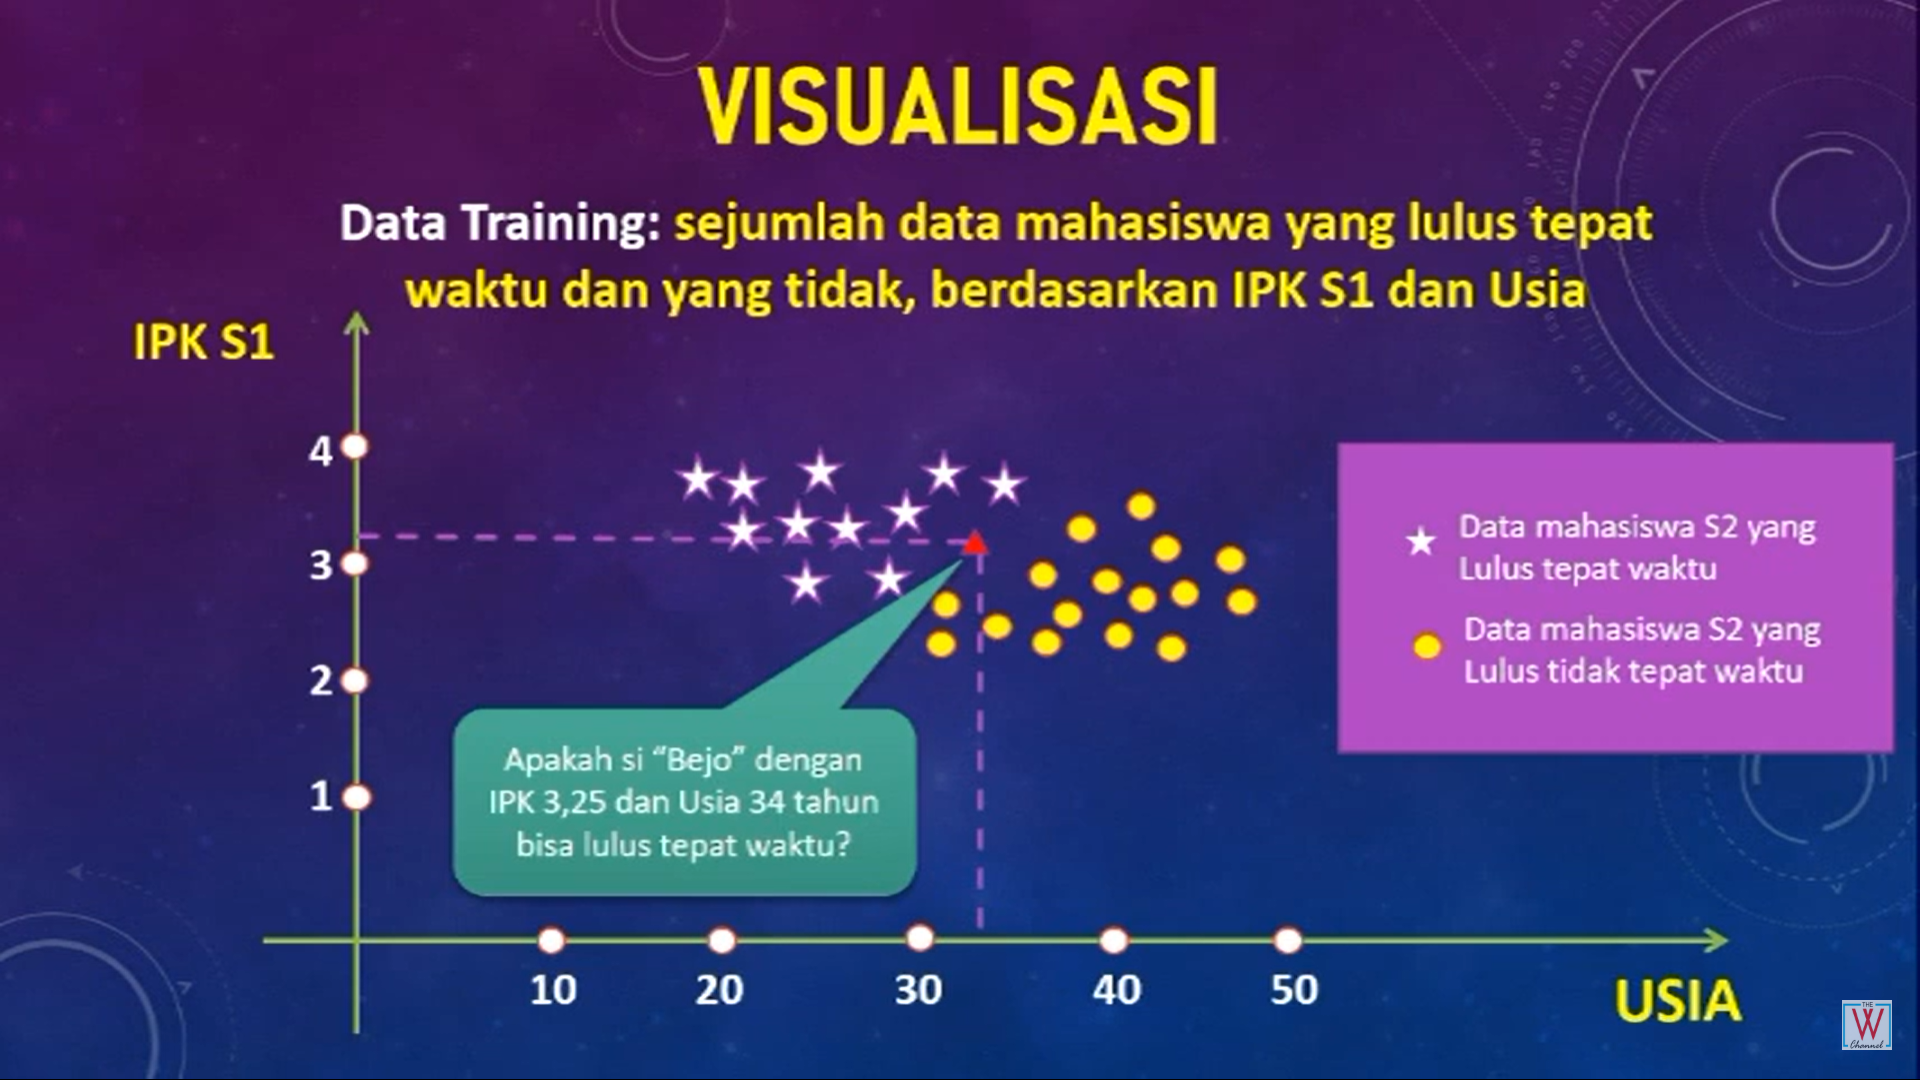 VISUALISASI
Data Training: sejumlah data mahasiswa yang lulus tepat
waktu dan yang tidak, berdasarkan IPK S1 dan Usia
IPK S1
4
3
2
1
Data mahasiswa S2 yang
Lulus tepat waktu
Data mahasiswa S2 yang
Lulus tidak tepat waktu
Apakah si “Bejo” dengan
IPK 3,25 dan Usia 34 tahun
bisa lulus tepat waktu?
10 20 30 40 50
USIA
THE
W
Channel